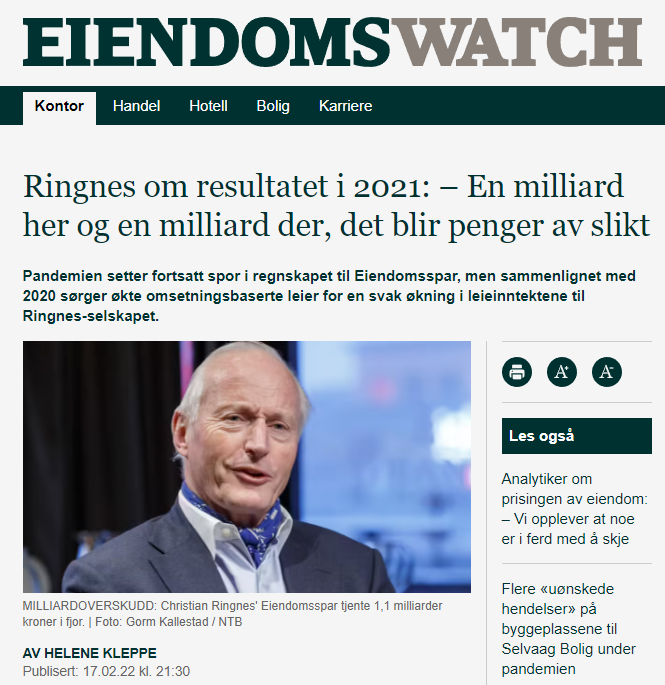 EIENDOMSWATCH
Kontor Handel Hotell Bolig Karriere
Ringnes om resultatet i 2021: – En milliard
her og en milliard der, det blir penger av slikt
Pandemien setter fortsatt spor i regnskapet til Eiendomsspar, men sammenlignet med
2020 sørger økte omsetningsbaserte leier for en svak økning i leieinntektene til
Ringnes-selskapet.
MILLIARDOVERSKUDD: Christian Ringnes' Eiendomsspar tjente 1,1 milliarder
kroner i fjor. | Foto: Gorm Kallestad / NTB
AV HELENE KLEPPE
Publisert: 17.02.22 kl. 21:30
A+ A-
Les også
Analytiker om
prisingen av eiendom:
– Vi opplever at noe
er i ferd med å skje
Flere «uønskede
hendelser» på
byggeplassene til
Selvaag Bolig under
pandemien